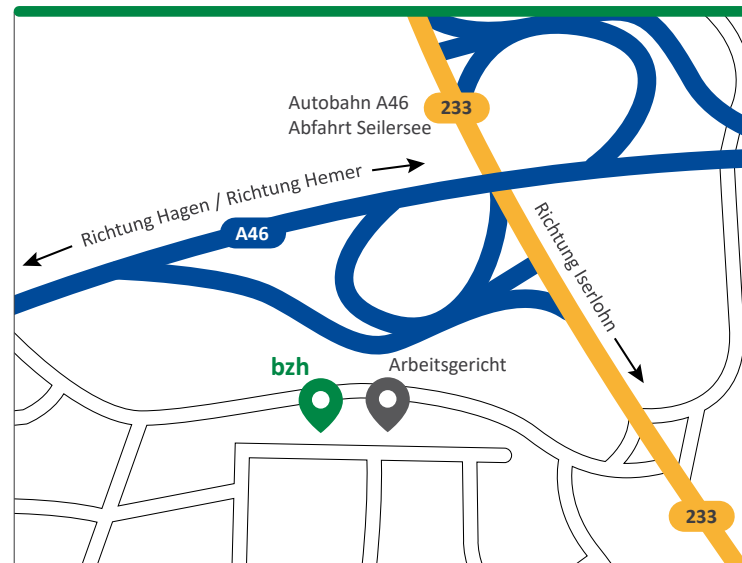 233
Autobahn A46
Abfahrt Seilersee
Richtung Hagen / Richtung Hemer
A46
Richtung Iserlohn
bzh
Arbeitsgericht
233